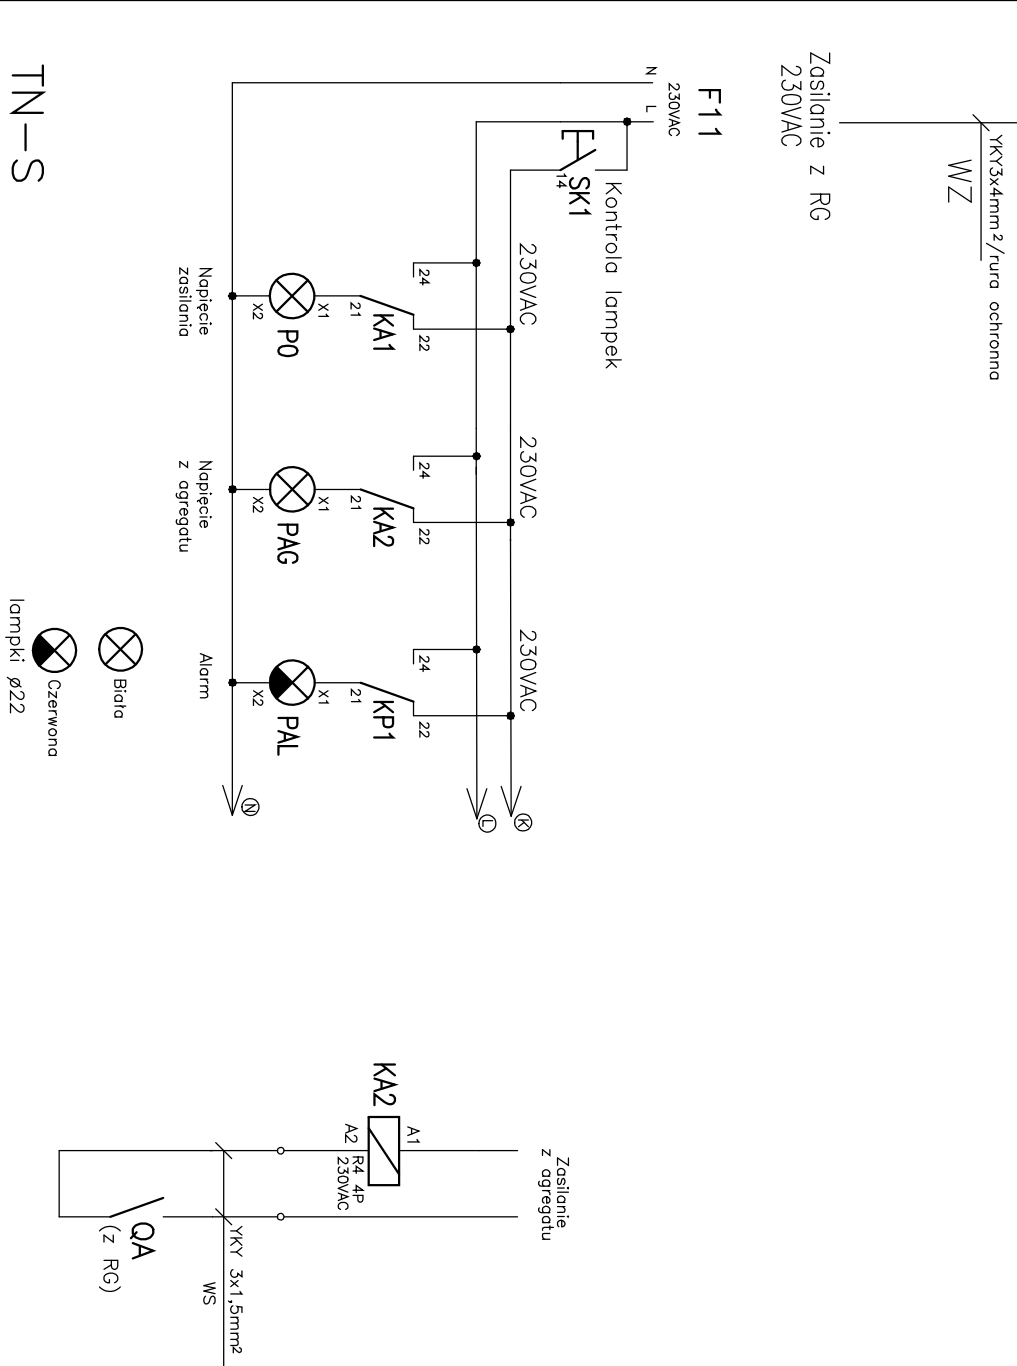 YKY3x4mm²/rura ochronna
WZ
Zasilanie z RG
230VAC
F11
230VAC
N
L
Kontrola lampek
SK1
14
230VAC
230VAC
230VAC
24
22
24
22
24
22
KA1
KA2
KP1
21
21
21
X1
X1
X1
P0
PAG
PAL
X2
X2
X2
Napięcie
zasilania
Napięcie
z agregatu
Alarm
K
L
N
Biała
Czerwona
lampki ø22
TN-S
Zasilanie
z agregatu
A1
KA2
A2
R4 4P
230VAC
YKY 3x1,5mm²
WS
QA
(z RG)